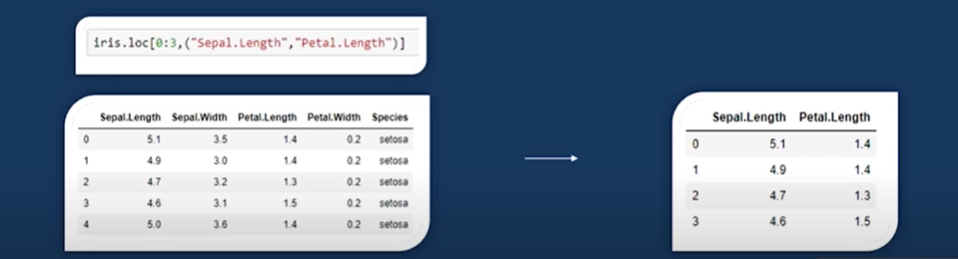 iris.loc[0:3,("Sepal.Length","Petal.Length")]
Sepal.Length Sepal.Width Petal.Length Petal.Width Species
0 5.1 3.5 1.4 0.2 setosa
1 4.9 3.0 1.4 0.2 setosa
2 4.7 3.2 1.3 0.2 setosa
3 4.6 3.1 1.5 0.2 setosa
4 5.0 3.6 1.4 0.2 setosa
Sepal.Length Petal.Length
0 5.1 1.4
1 4.9 1.4
2 4.7 1.3
3 4.6 1.5